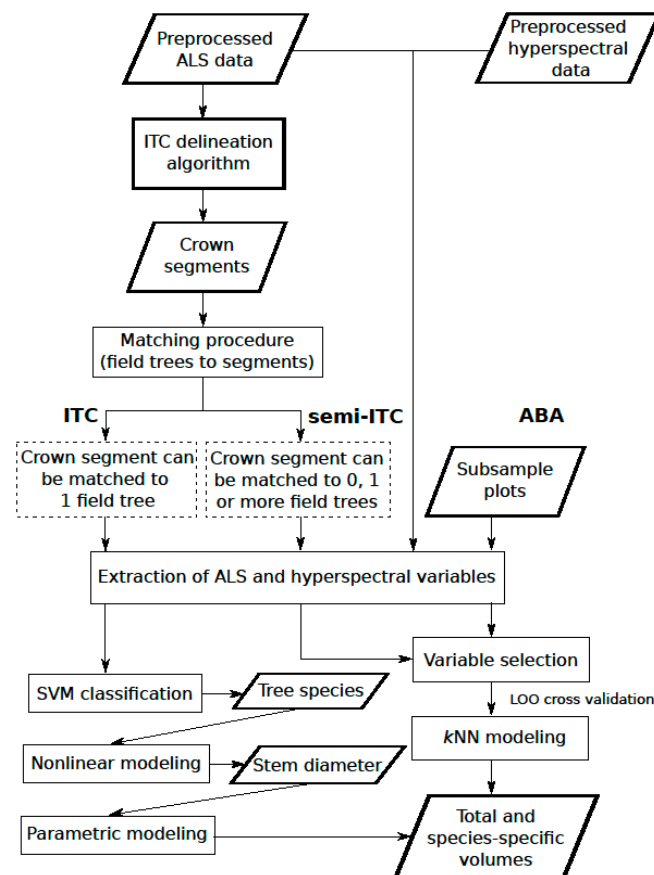 Preprocessed
ALS data
Preprocessed
hyperspectral
data
ITC delineation
algorithm
Crown
segments
Matching procedure
(field trees to segments)
ITC
semi-ITC
ABA
Crown segment can
be matched to
1 field tree
Crown segment can
be matched to 0, 1
or more field trees
Subsample
plots
Extraction of ALS and hyperspectral variables
Variable selection
SVM classification
Tree species
LOO cross validation
kNN modeling
Nonlinear modeling
Stem diameter
Parametric modeling
Total and
species-specific
volumes